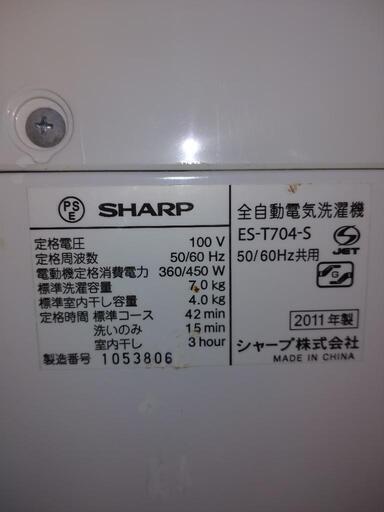 PS
E
SHARP
定格電圧 100 V
定格周波数 50/60 Hz
電動機定格消費電力 360/450 W
標準洗濯容量 7.0 kg
標準室内干し容量 4.0 kg
定格時間 標準コース 42 min
洗いのみ 15 min
室内干し 3 hour
製造番号 1053806
全自動電気洗濯機
ES-T704-S
50/60Hz共用
JET
2011年製
シャープ株式会社
MADE IN CHINA